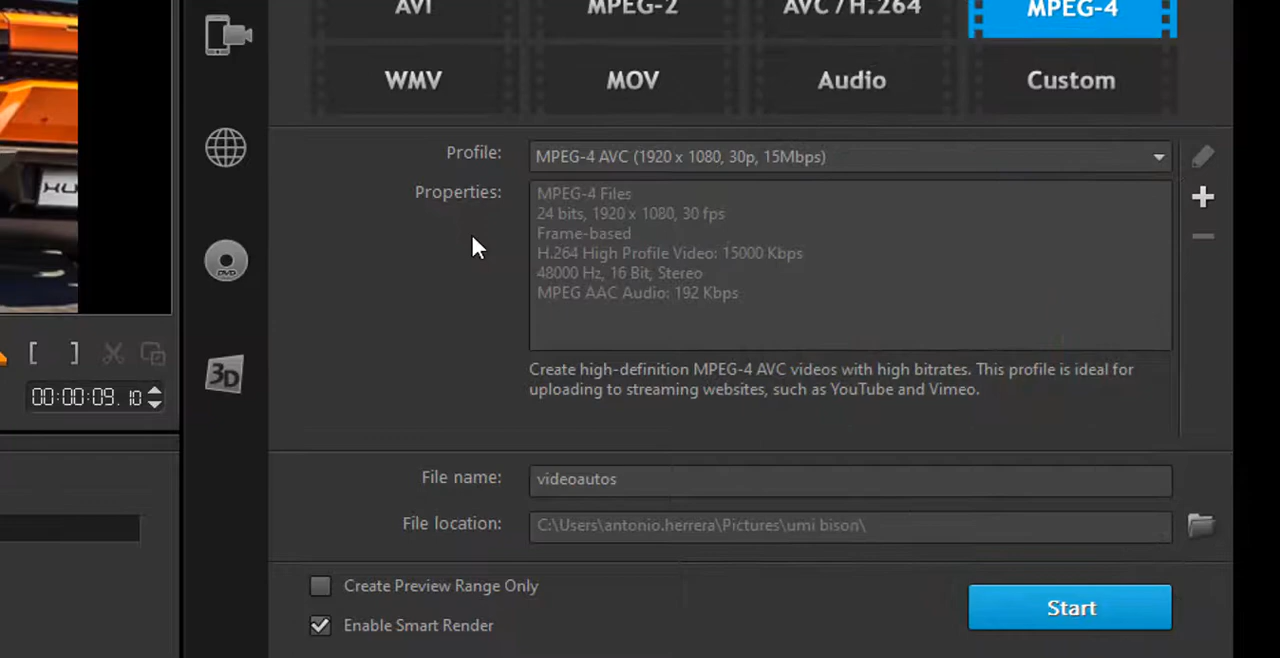 AVI
MPEG-2
AVC / H.264
MPEG-4
WMV
MOV
Audio
Custom
Profile:
MPEG-4 AVC (1920 x 1080, 30p, 15Mbps)
Properties:
MPEG-4 Files
24 bits, 1920 x 1080, 30 fps
Frame-based
H.264 High Profile Video: 15000 Kbps
48000 Hz, 16 Bit, Stereo
MPEG AAC Audio: 192 Kbps
DVD
3D
[ ]
00:00:09. 10
Create high-definition MPEG-4 AVC videos with high bitrates. This profile is ideal for
uploading to streaming websites, such as YouTube and Vimeo.
File name:
videoautos
File location:
C:\Users\antonio.herrera\Pictures\umi bison\
Create Preview Range Only
Enable Smart Render
Start